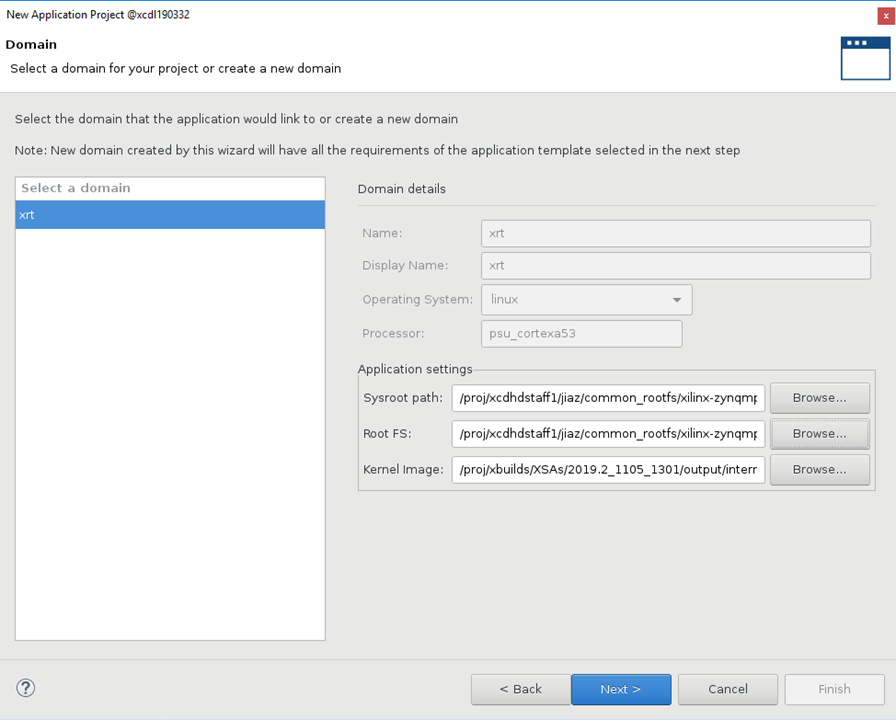 New Application Project @xcdl190332
x
Domain
Select a domain for your project or create a new domain
Select the domain that the application would link to or create a new domain
Note: New domain created by this wizard will have all the requirements of the application template selected in the next step
Select a domain
xrt
Domain details
Name: xrt
Display Name: xrt
Operating System: linux
Processor: psu_cortexa53
Application settings
Sysroot path: /proj/xcdhdstaff1/jiaz/common_rootfs/xilinx-zynqmp Browse...
Root FS: /proj/xcdhdstaff1/jiaz/common_rootfs/xilinx-zynqmp Browse...
Kernel Image: /proj/xbuilds/XSAs/2019.2_1105_1301/output/interr Browse...
? < Back Next > Cancel Finish